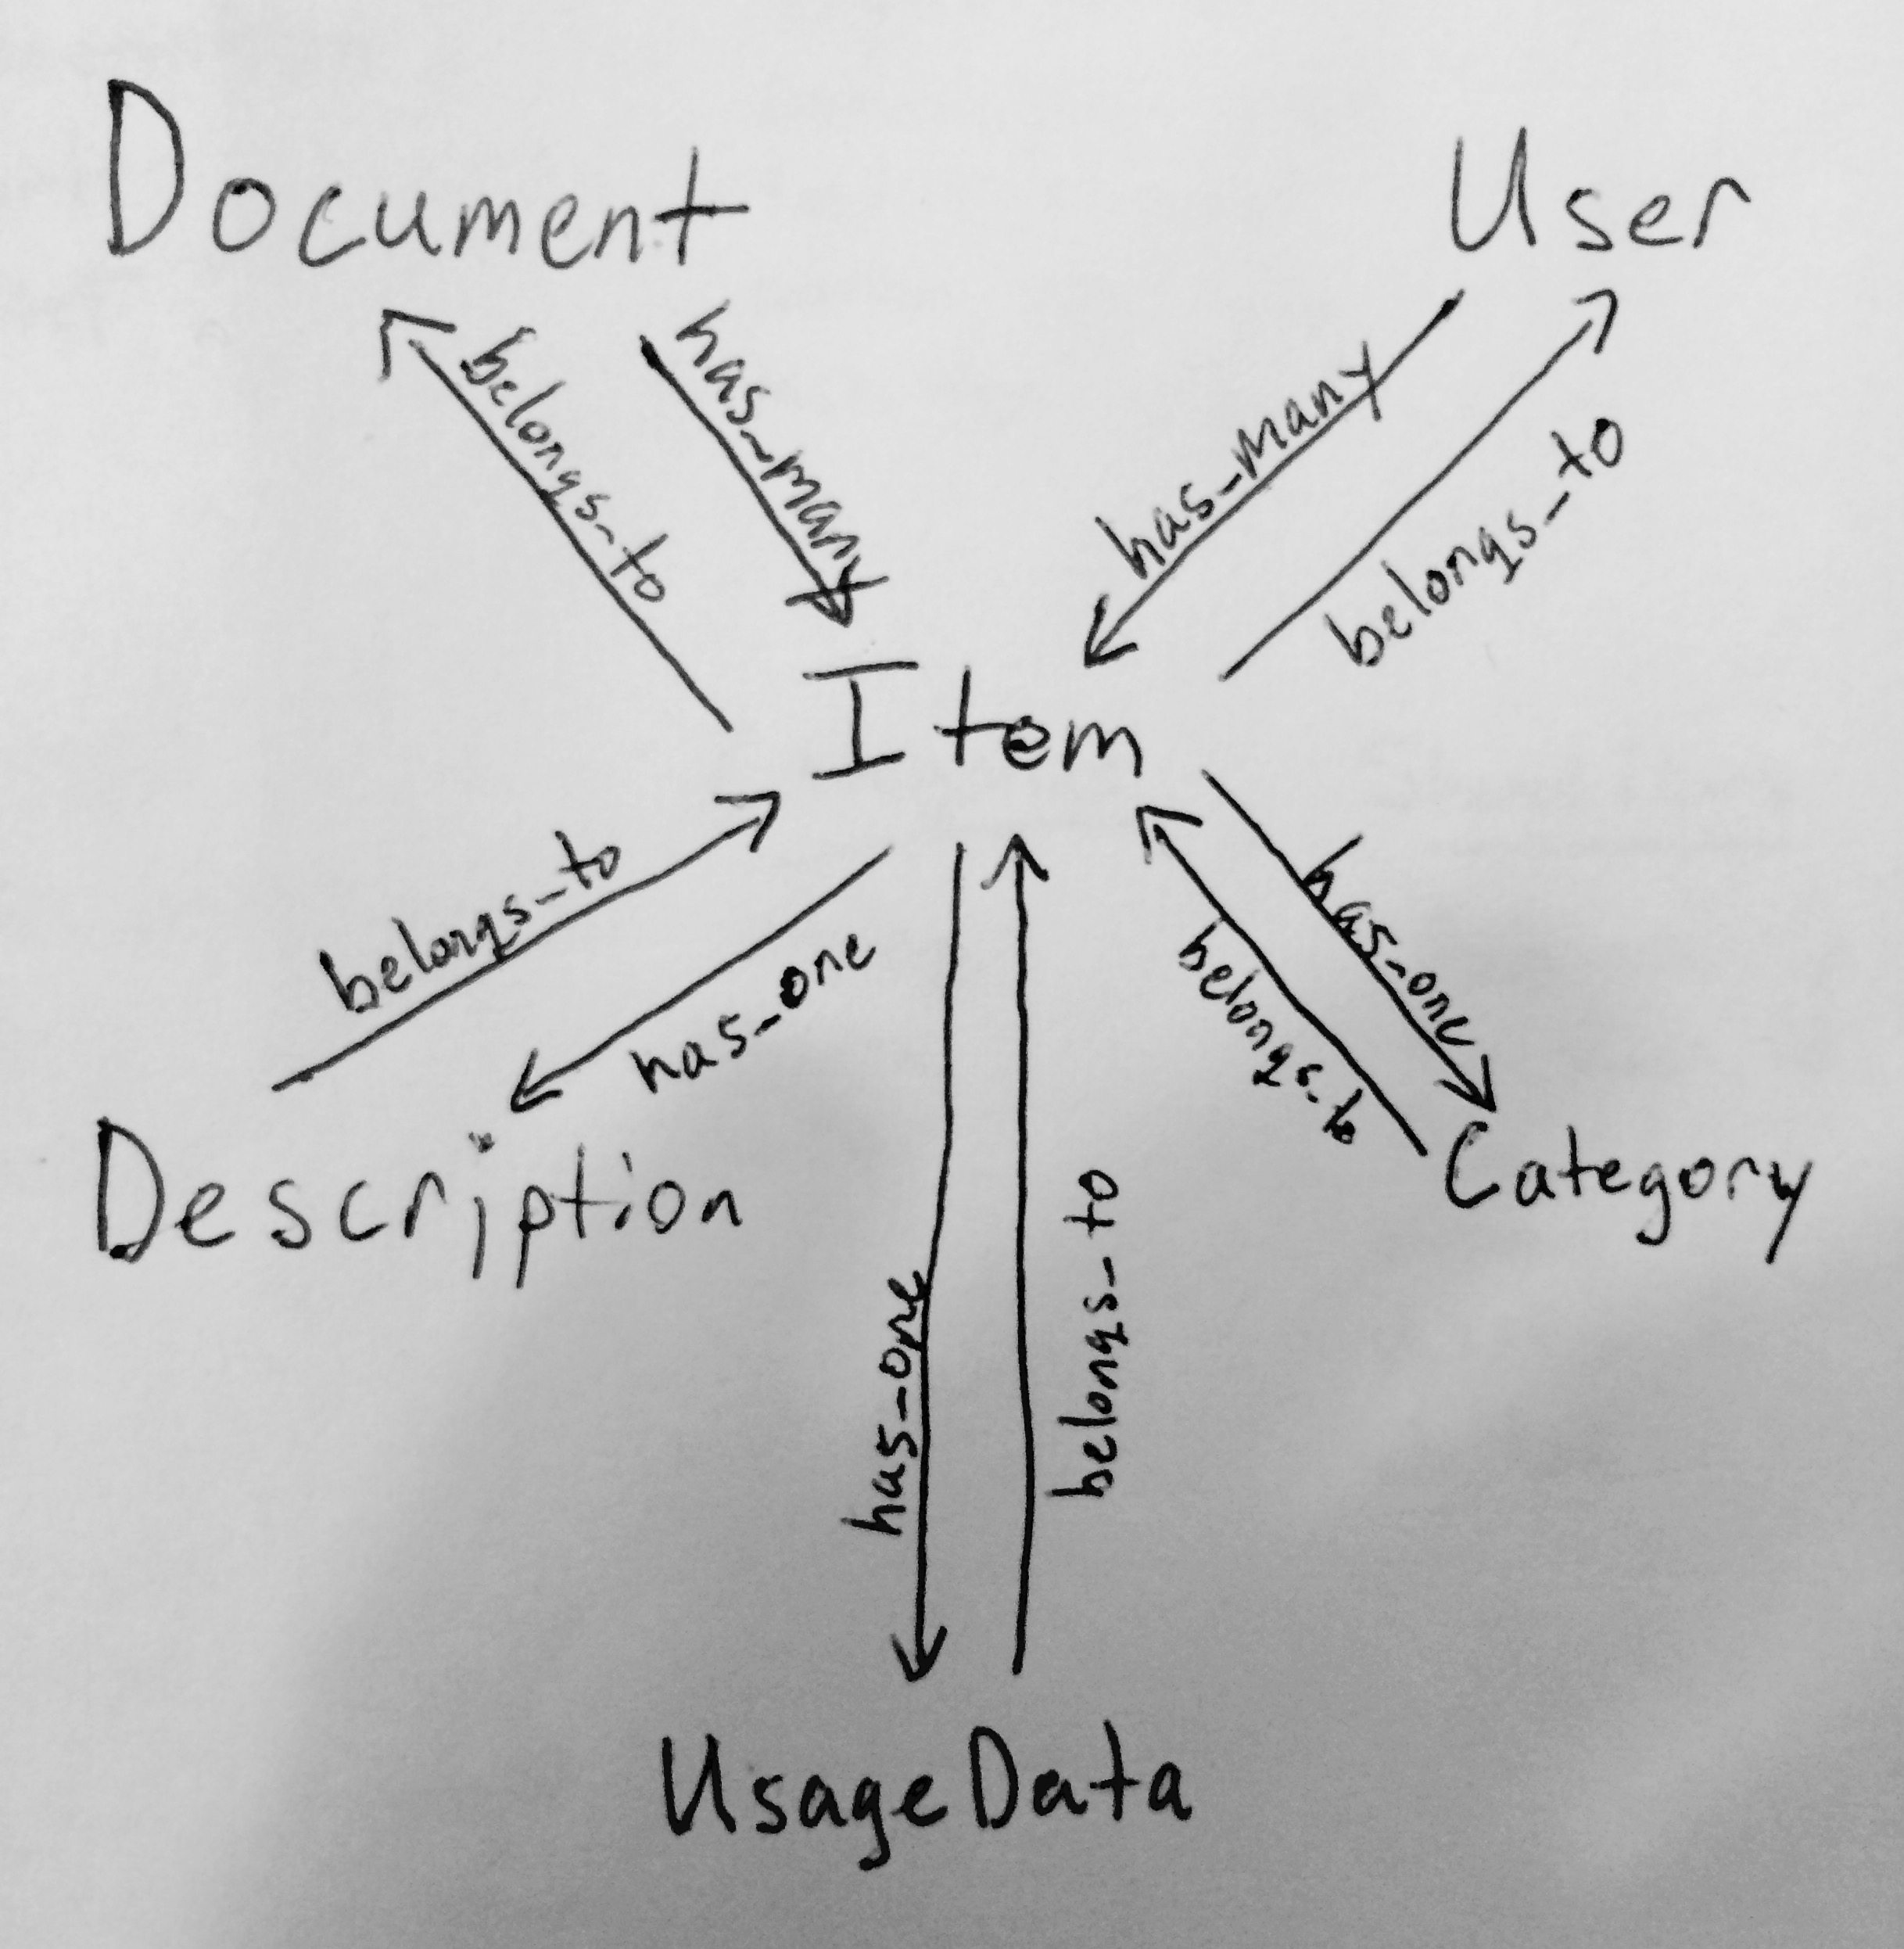 Document
User
belongs_to
has_many
has_many
belongs_to
Item
belongs_to
has_one
has_one
belongs_to
Description
Category
has_one
belongs_to
UsageData